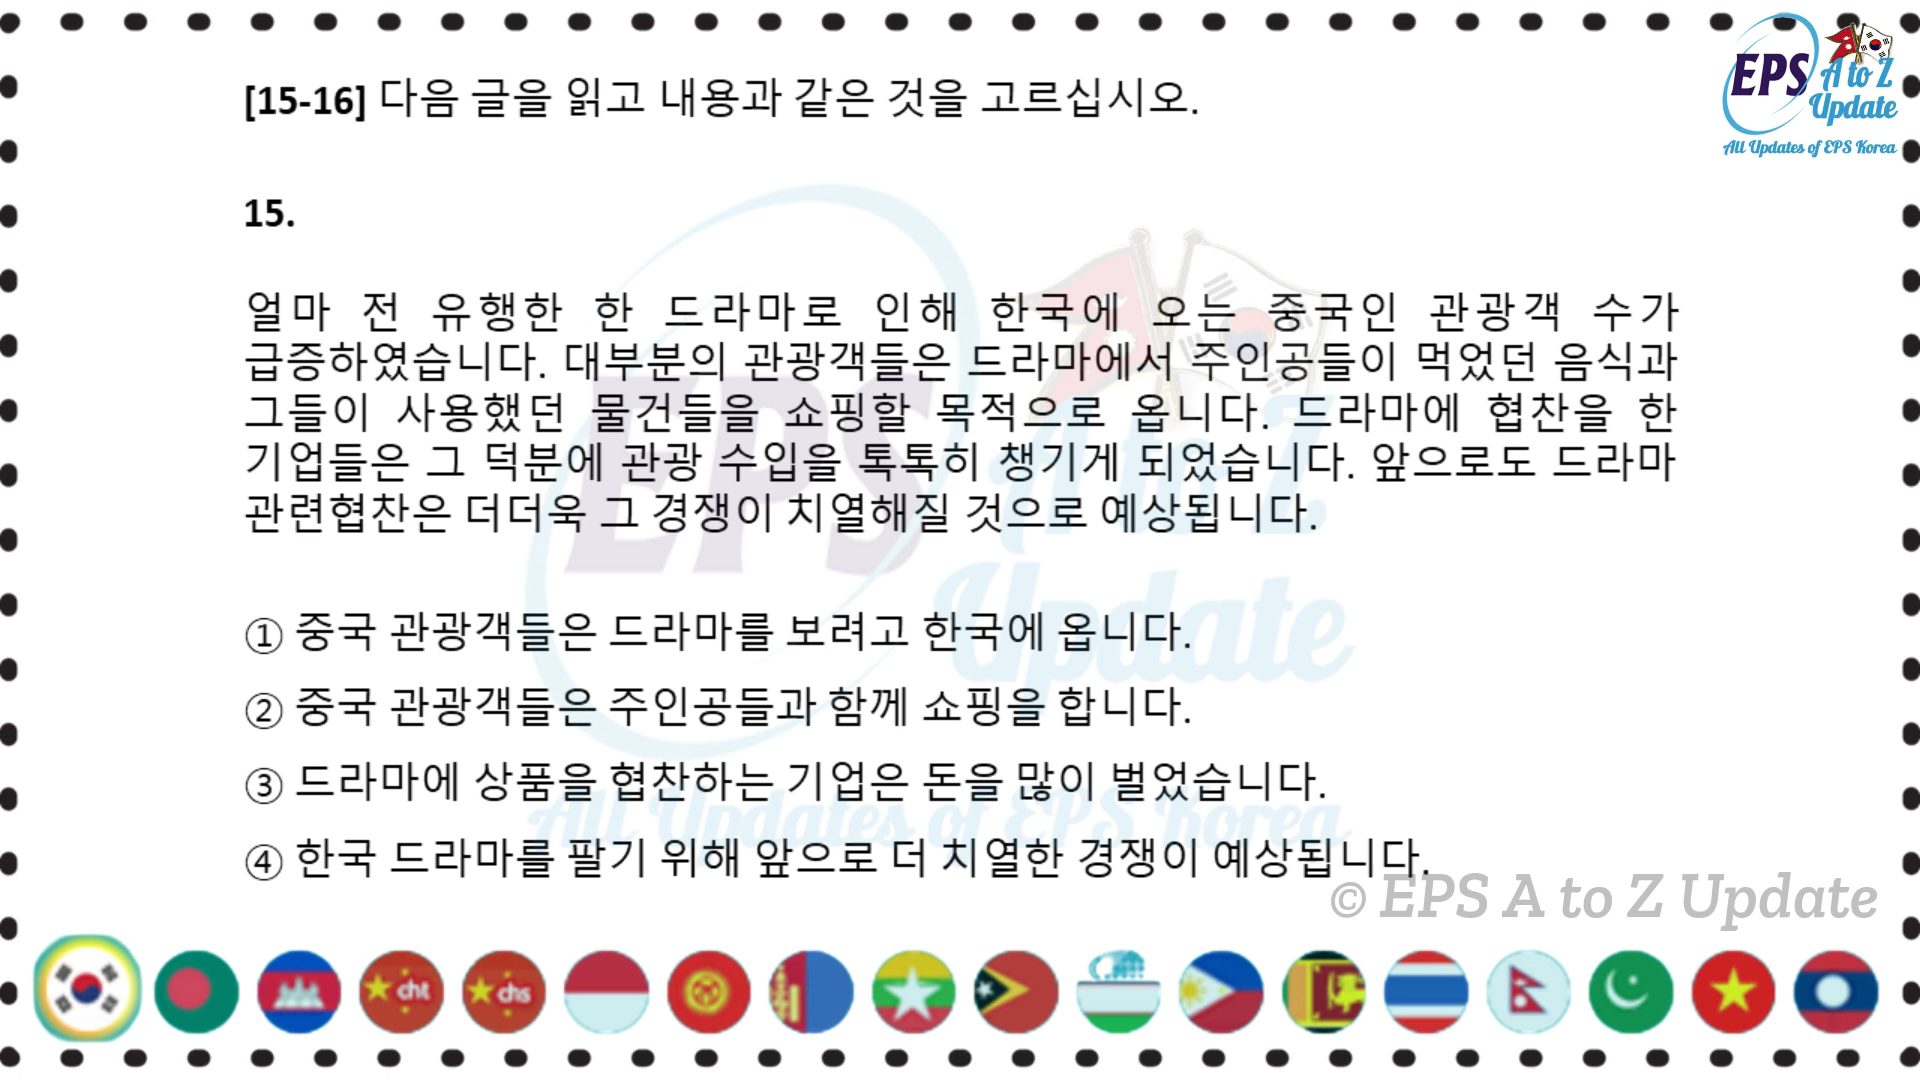 EPS A to Z
Update
All Updates of EPS Korea
[15-16] 다음 글을 읽고 내용과 같은 것을 고르십시오.
15.
얼마 전 유행한 한 드라마로 인해 한국에 오는 중국인 관광객 수가
급증하였습니다. 대부분의 관광객들은 드라마에서 주인공들이 먹었던 음식과
그들이 사용했던 물건들을 쇼핑할 목적으로 옵니다. 드라마에 협찬을 한
기업들은 그 덕분에 관광 수입을 톡톡히 챙기게 되었습니다. 앞으로도 드라마
관련협찬은 더더욱 그 경쟁이 치열해질 것으로 예상됩니다.
EPS A to Z
Update
All Updates of EPS Korea
① 중국 관광객들은 드라마를 보려고 한국에 옵니다.
② 중국 관광객들은 주인공들과 함께 쇼핑을 합니다.
③ 드라마에 상품을 협찬하는 기업은 돈을 많이 벌었습니다.
④ 한국 드라마를 팔기 위해 앞으로 더 치열한 경쟁이 예상됩니다.
© EPS A to Z Update
cht
chs